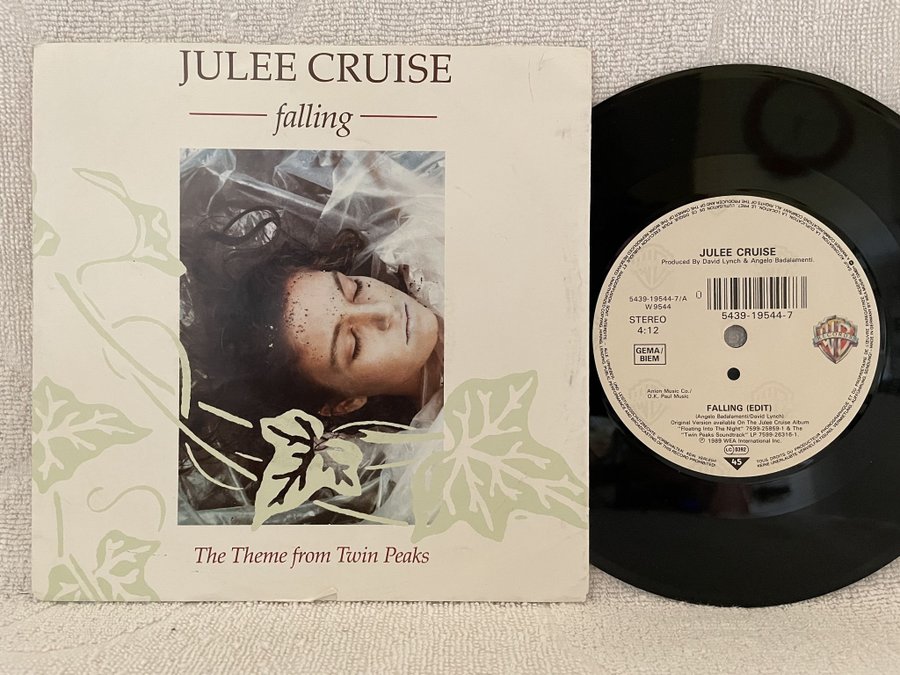 JULEE CRUISE
falling
The Theme from Twin Peaks
JULEE CRUISE
Produced By David Lynch & Angelo Badalamenti.
5439-19544-7/A
W 9544
5439-19544-7
STEREO
4:12
GEMA/
BIEM
RECORDS
Anlon Music Co./
O.K. Paul Music
FALLING (EDIT)
(Angelo Badalamenti/David Lynch)
Original Version available On The Julee Cruise Album
"Floating Into The Night" 7599-25859-1 & The
"Twin Peaks Soundtrack" LP 7599-26316-1.
℗ 1989 WEA International Inc.
LC 0392
45